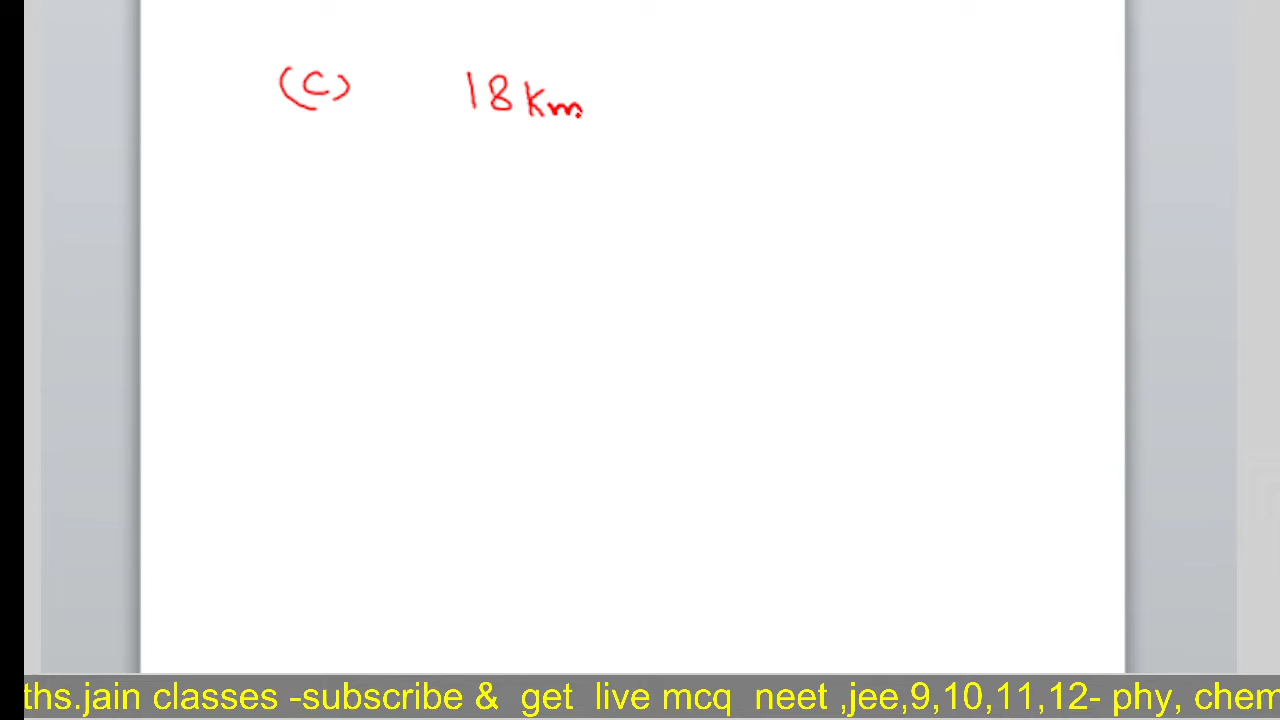 (C) 18 Km
ths.jain classes -subscribe & get live mcq neet ,jee,9,10,11,12- phy, chem